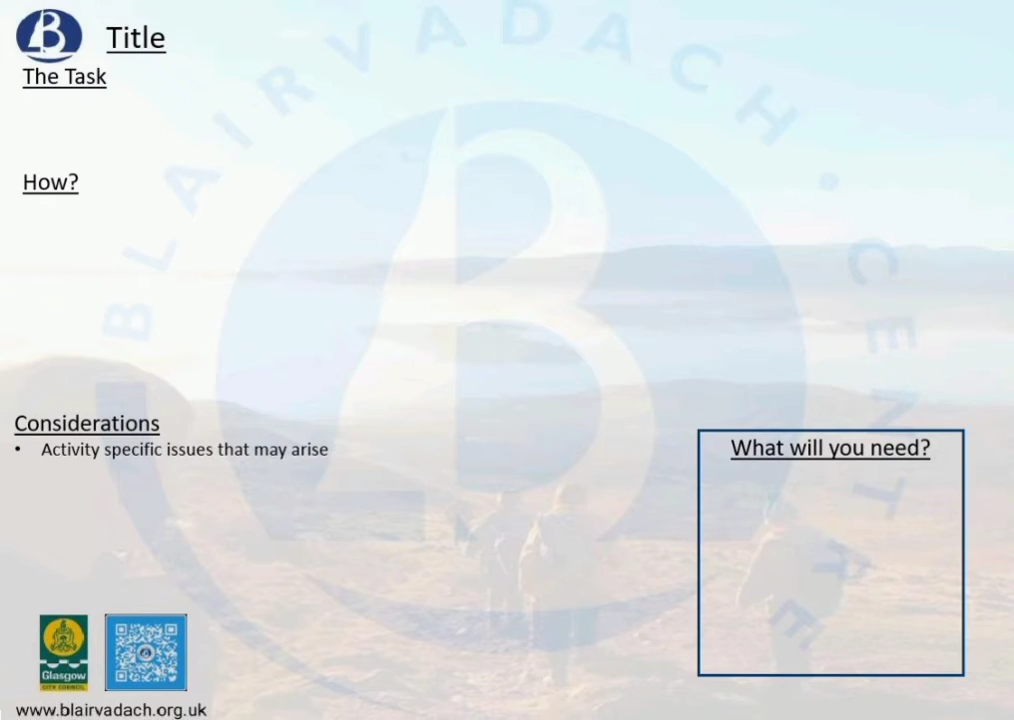 B
Title
The Task
BLAIRVADACH • CENTRE
How?
B
Considerations
• Activity specific issues that may arise
What will you need?
Glasgow
CITY COUNCIL
www.blairvadach.org.uk